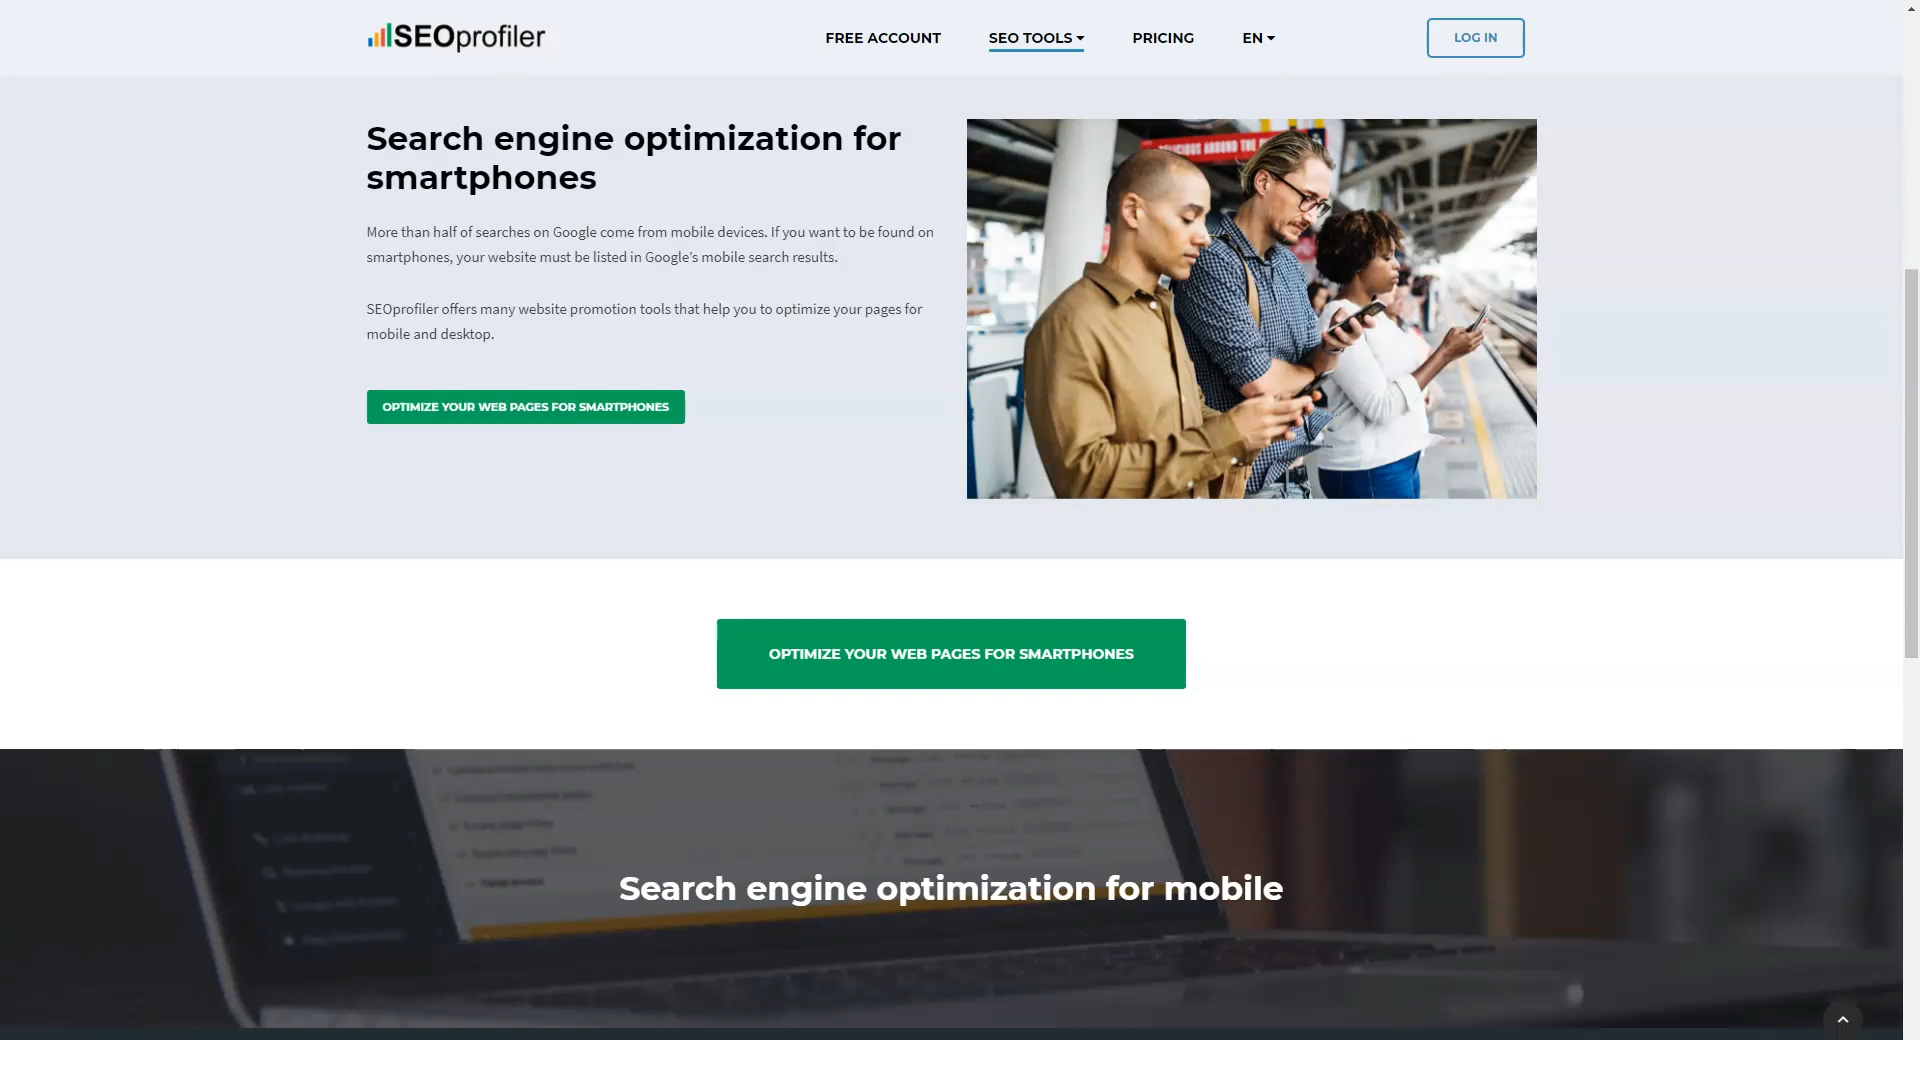 SEOprofiler
FREE ACCOUNT
SEO TOOLS
PRICING
EN
LOG IN
Search engine optimization for
smartphones
More than half of searches on Google come from mobile devices. If you want to be found on
smartphones, your website must be listed in Google’s mobile search results.
SEOprofiler offers many website promotion tools that help you to optimize your pages for
mobile and desktop.
OPTIMIZE YOUR WEB PAGES FOR SMARTPHONES
DELICIOUS AROUND THE
OPTIMIZE YOUR WEB PAGES FOR SMARTPHONES
Search engine optimization for mobile